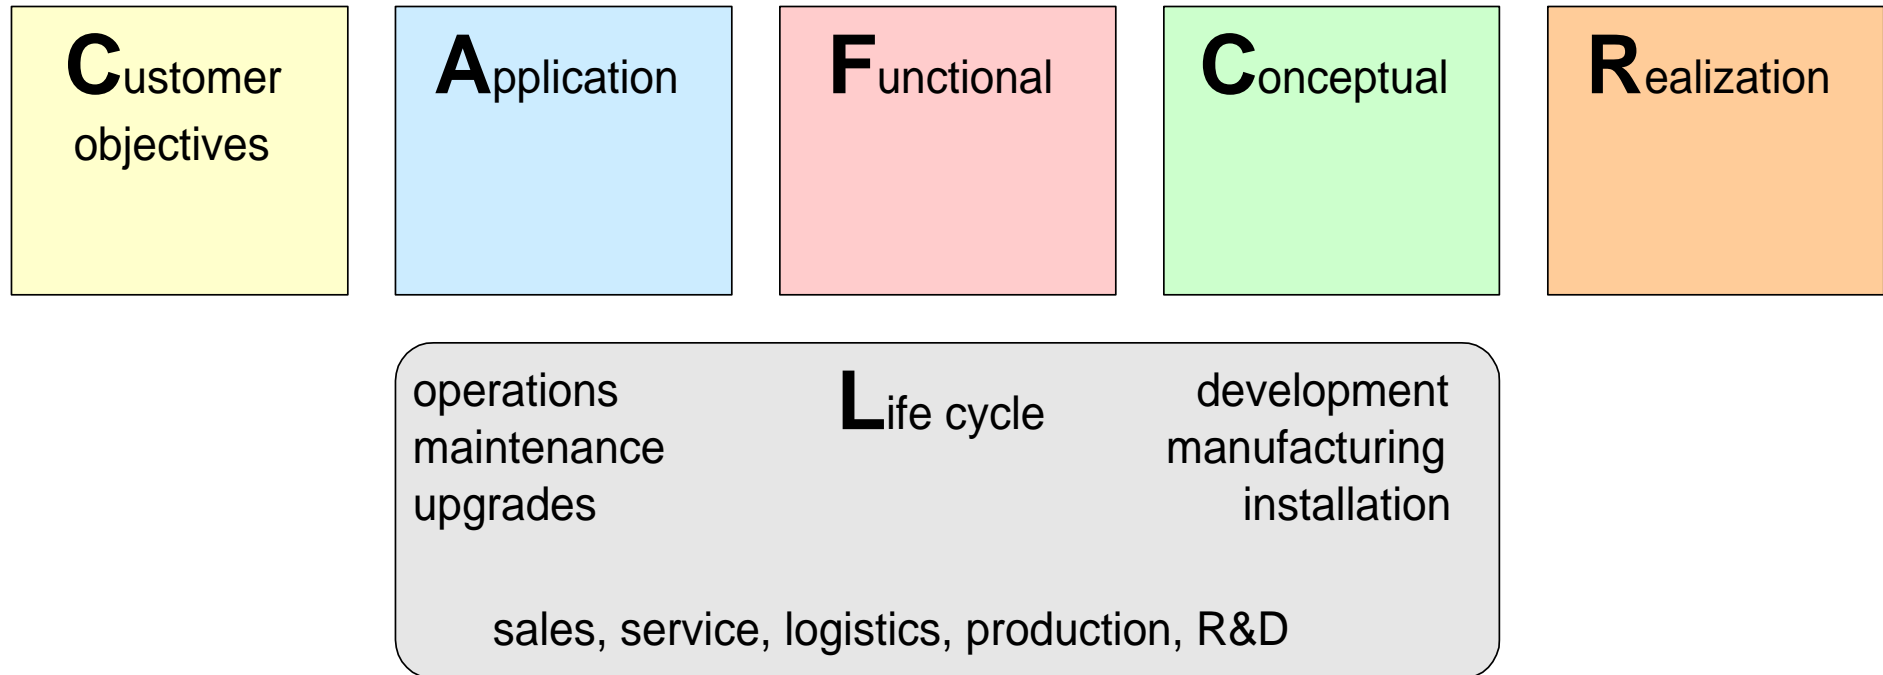 Customer
objectives
Application
Functional
Conceptual
Realization
operations
maintenance
upgrades
Life cycle
development
manufacturing
installation
sales, service, logistics, production, R&D